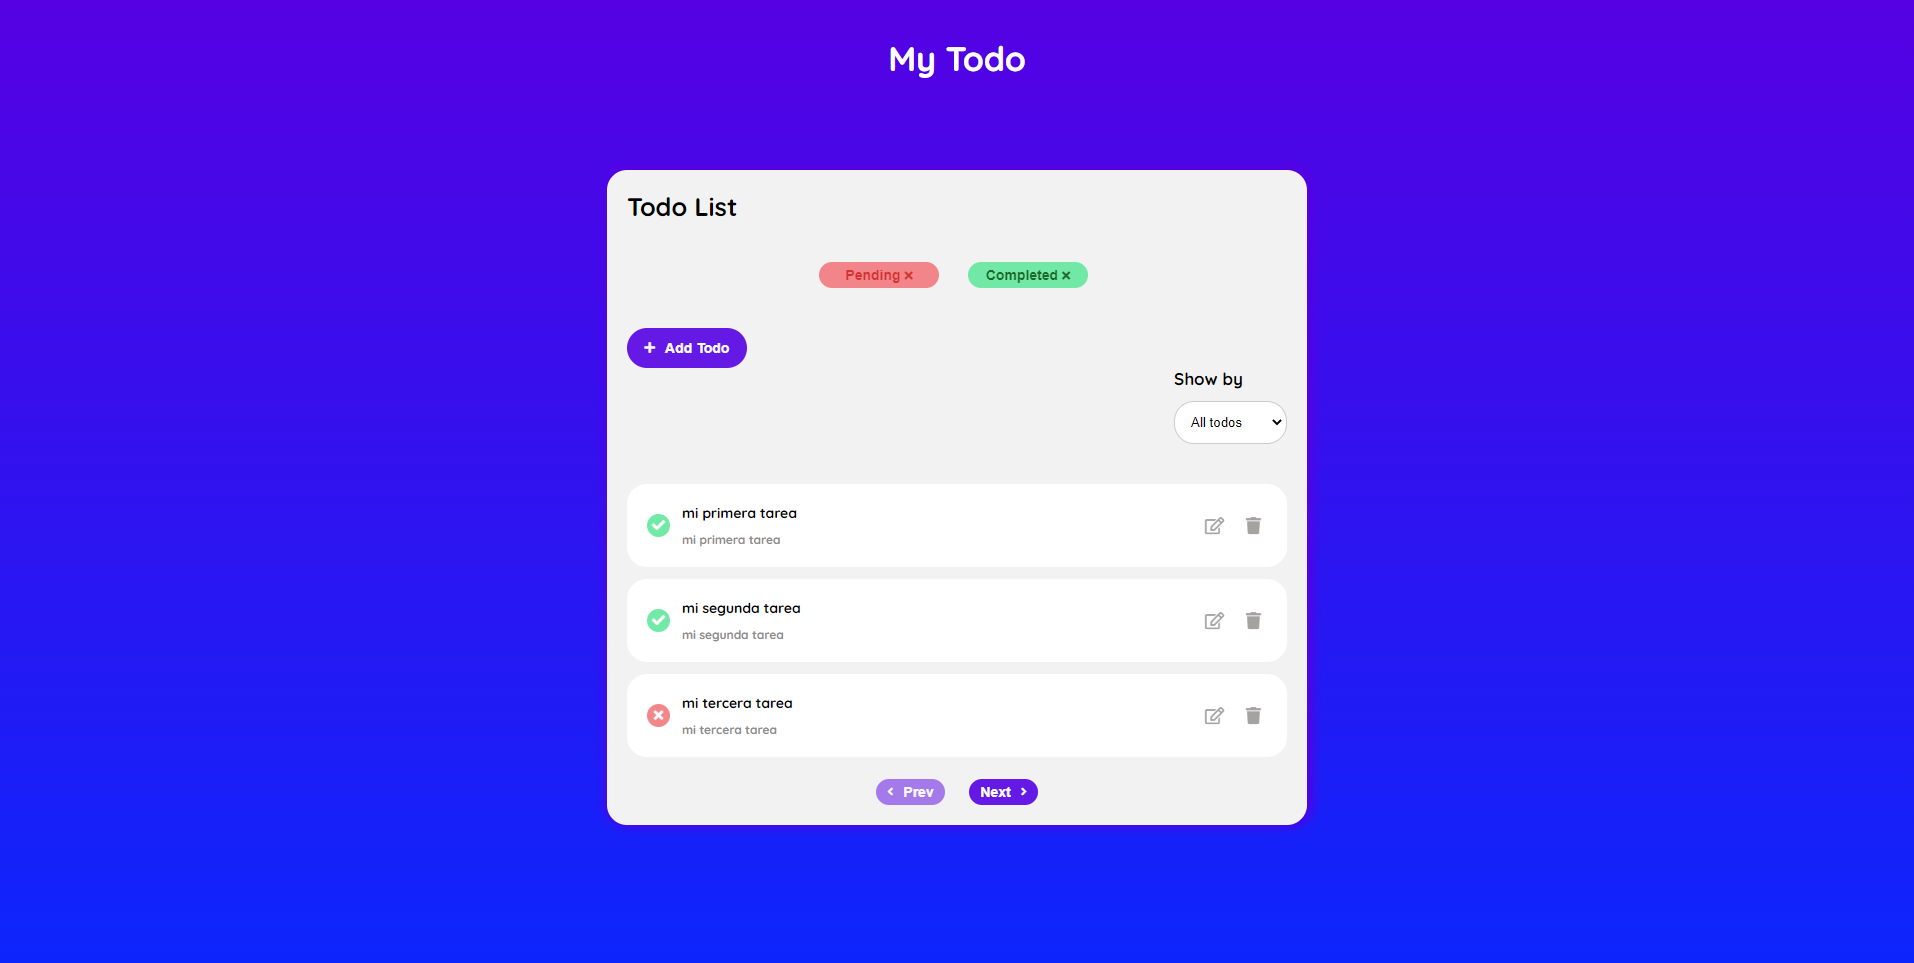 My Todo
Todo List
Pending
Completed
Add Todo
Show by
All todos
mi primera tarea
mi primera tarea
mi segunda tarea
mi segunda tarea
mi tercera tarea
mi tercera tarea
Prev
Next